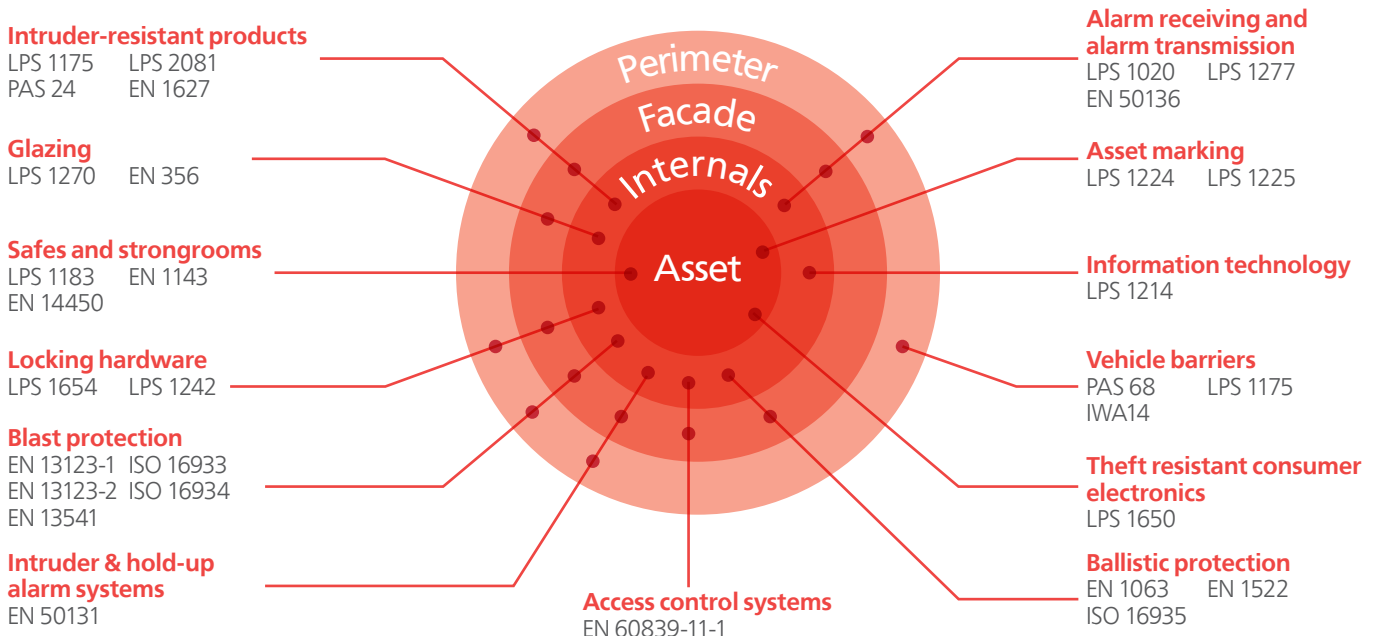 Intruder-resistant products
LPS 1175 LPS 2081
PAS 24 EN 1627
Glazing
LPS 1270 EN 356
Safes and strongrooms
LPS 1183 EN 1143
EN 14450
Locking hardware
LPS 1654 LPS 1242
Blast protection
EN 13123-1 ISO 16933
EN 13123-2 ISO 16934
EN 13541
Intruder & hold-up
alarm systems
EN 50131
Perimeter
Facade
Internals
Asset
Access control systems
EN 60839-11-1
Alarm receiving and
alarm transmission
LPS 1020 LPS 1277
EN 50136
Asset marking
LPS 1224 LPS 1225
Information technology
LPS 1214
Vehicle barriers
PAS 68 LPS 1175
IWA14
Theft resistant consumer
electronics
LPS 1650
Ballistic protection
EN 1063 EN 1522
ISO 16935